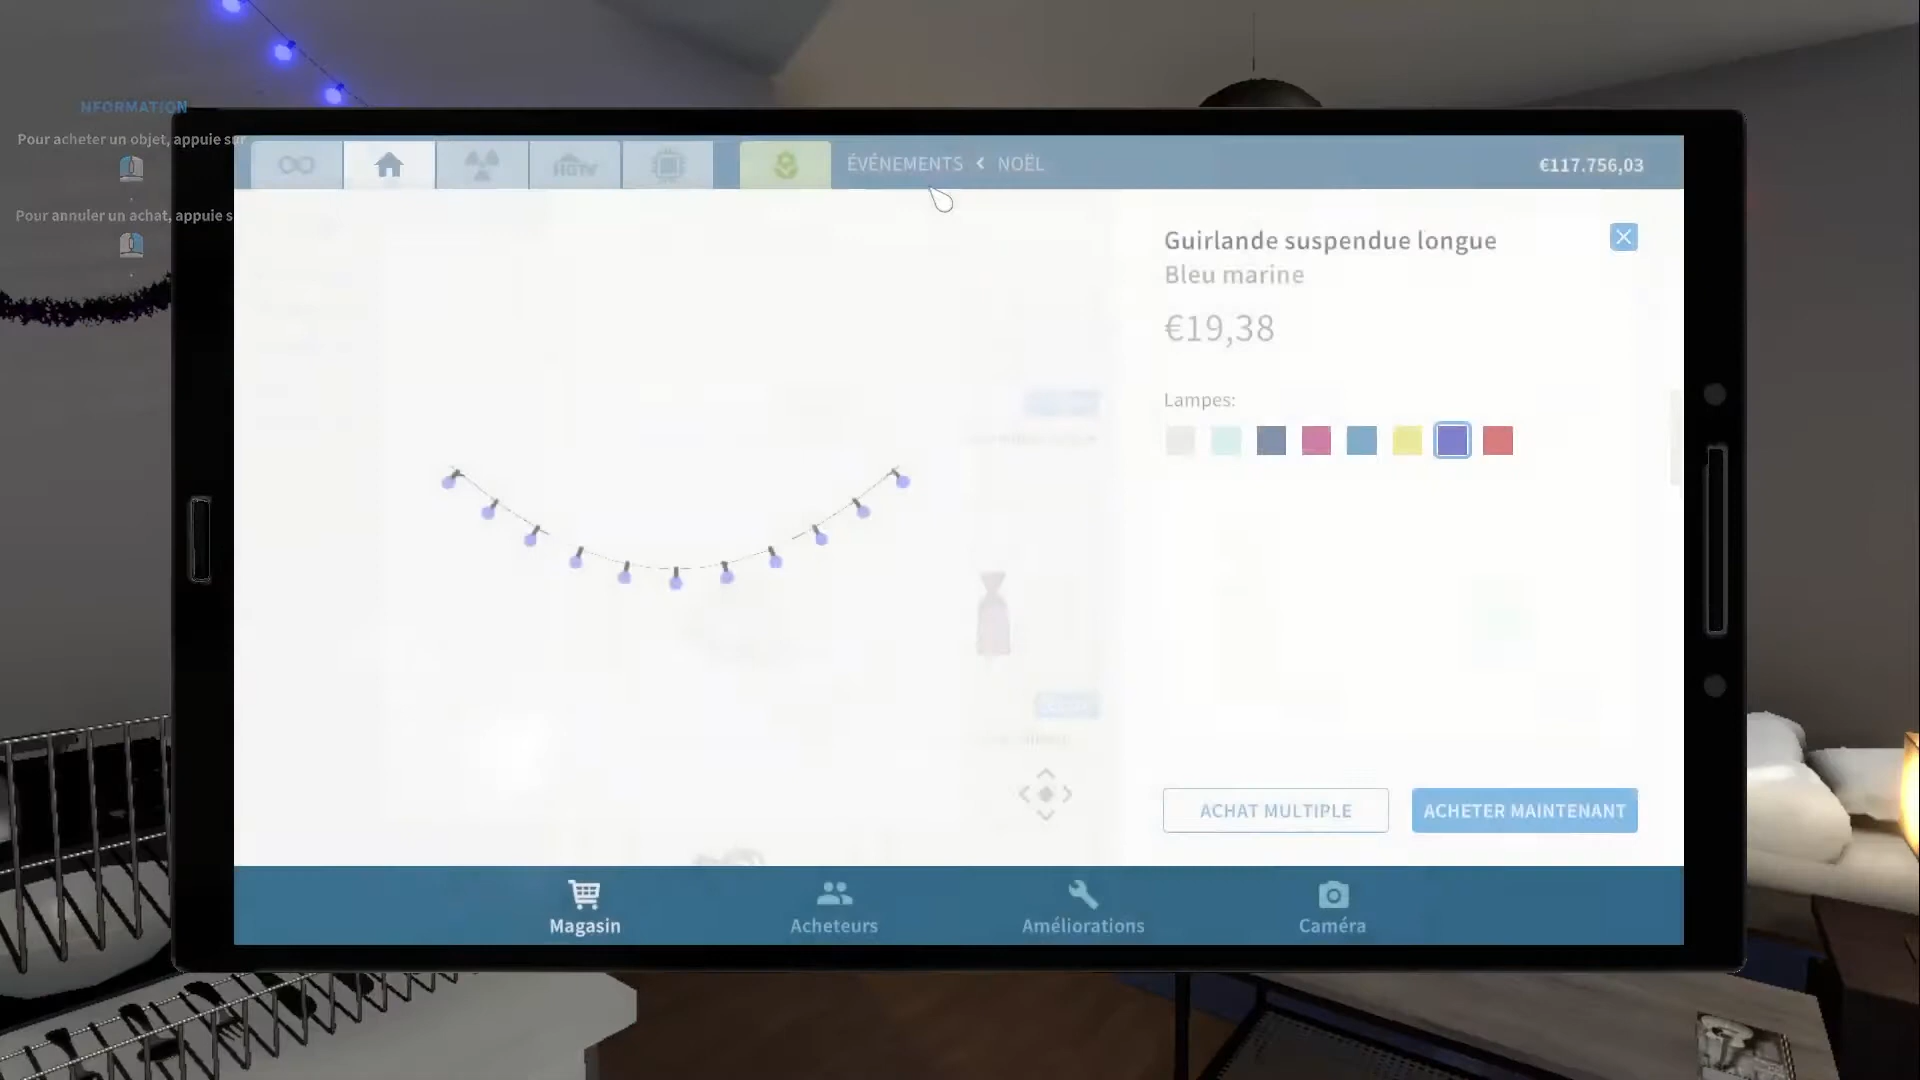 NFORMATION
Pour acheter un objet, appuie sur
Pour annuler un achat, appuie s
HGTV
ÉVÉNEMENTS < NOËL
€117.756,03
Guirlande suspendue longue
Bleu marine
€19,38
Lampes:
ACHAT MULTIPLE
ACHETER MAINTENANT
Magasin
Acheteurs
Améliorations
Caméra